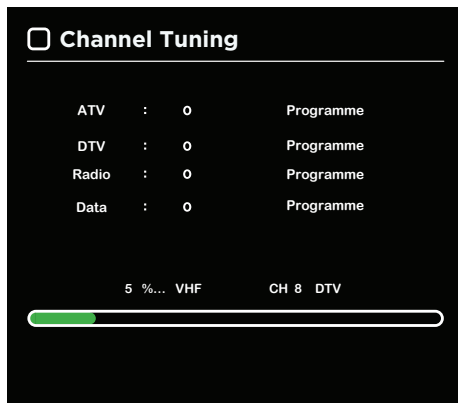 Channel Tuning
ATV : 0 Programme
DTV : 0 Programme
Radio : 0 Programme
Data : 0 Programme
5 %... VHF CH 8 DTV